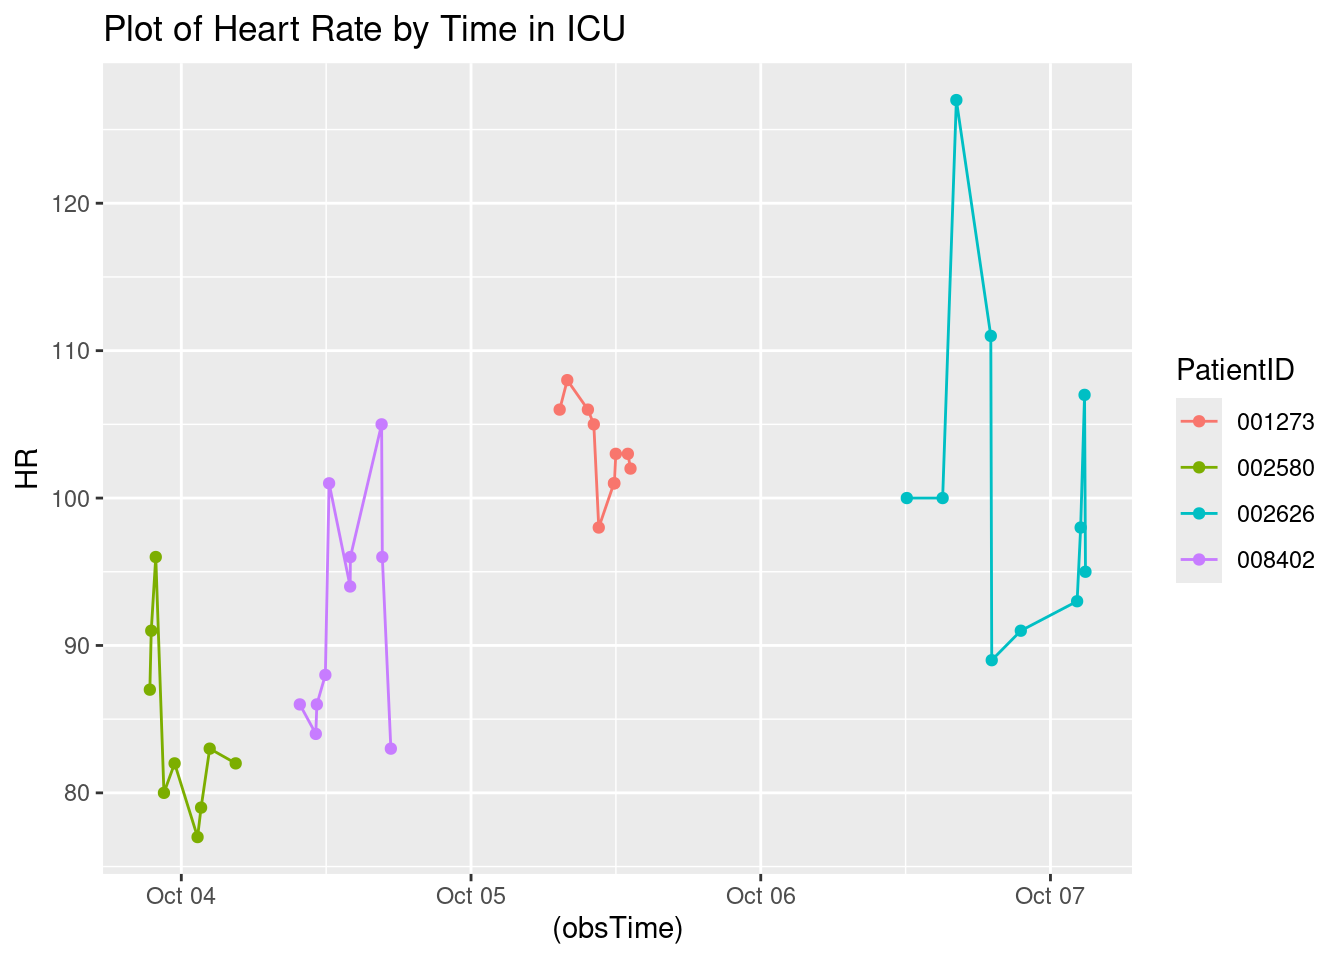 Plot of Heart Rate by Time in ICU
120
110
100
90
80
HR
Oct 04 Oct 05 Oct 06 Oct 07
(obsTime)
PatientID
001273
002580
002626
008402